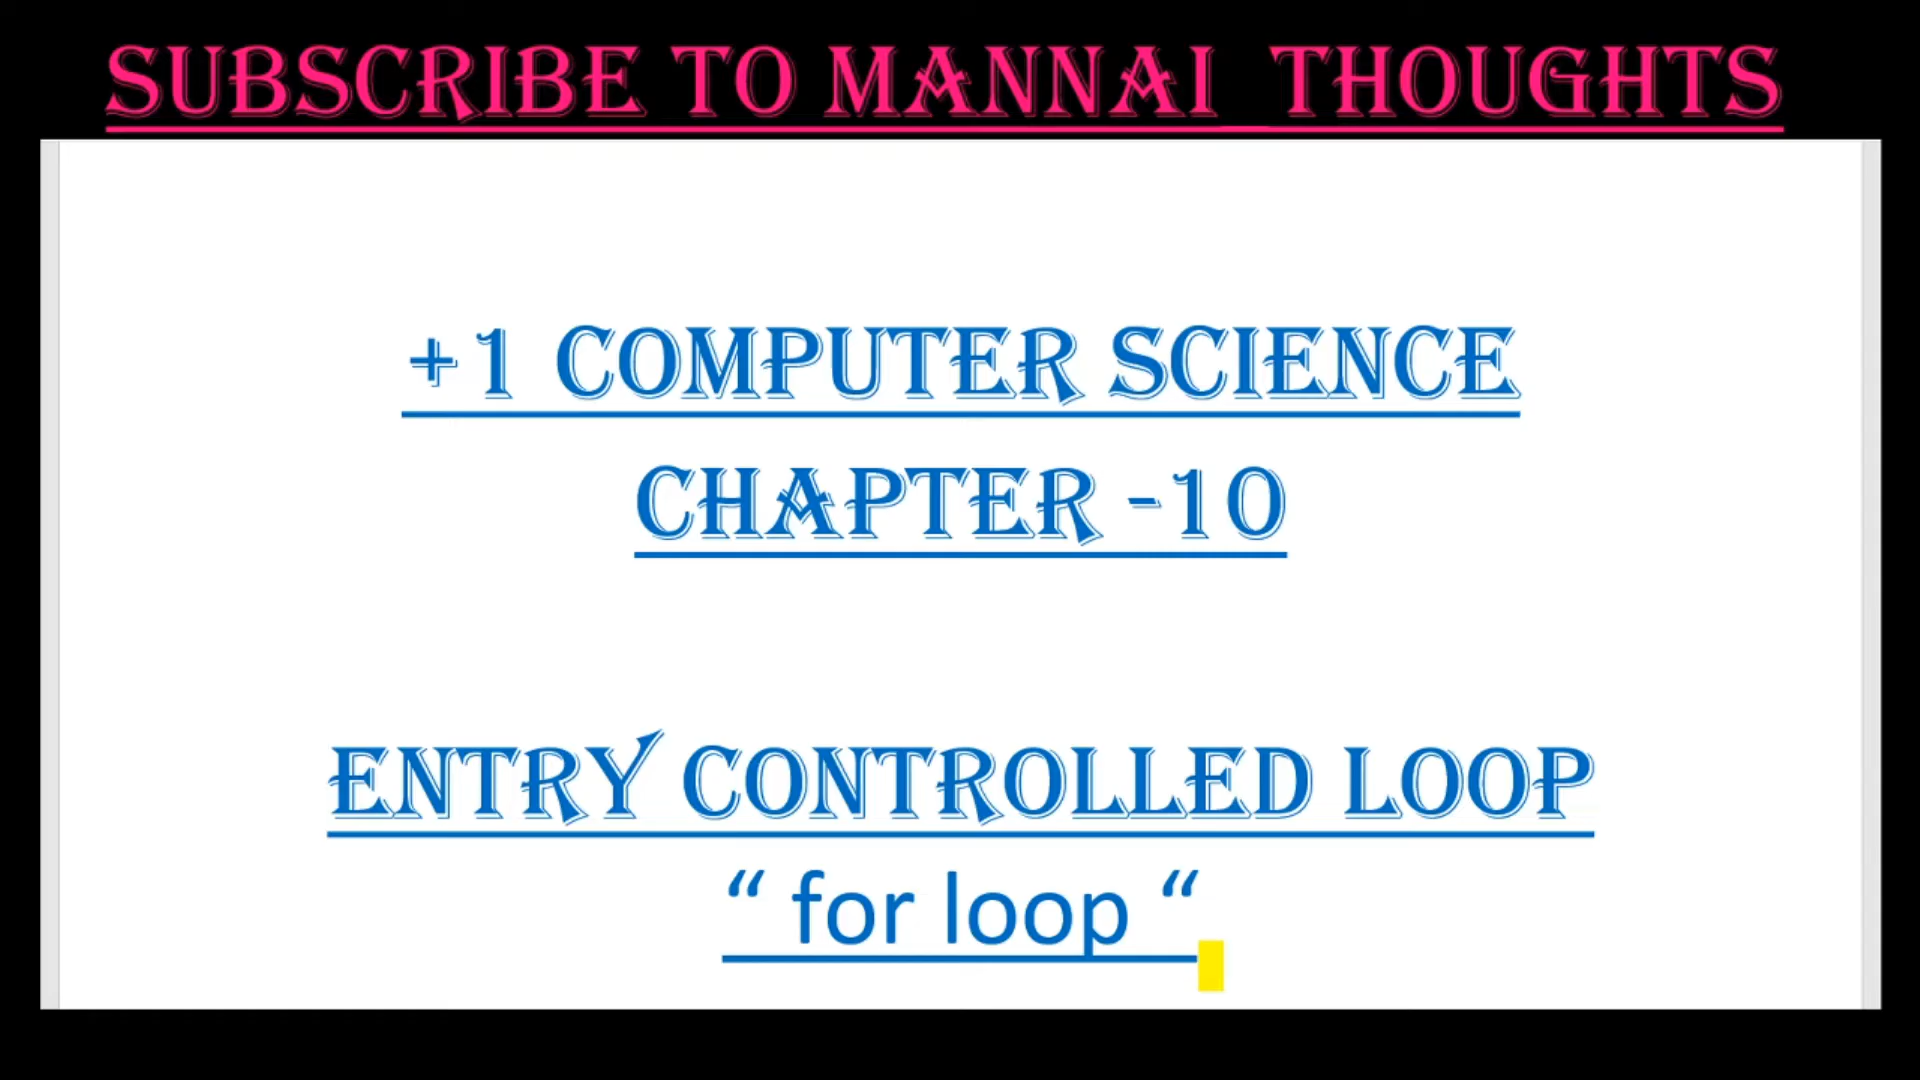 SUBSCRIBE TO MANNAI THOUGHTS
+1 COMPUTER SCIENCE
CHAPTER -10
ENTRY CONTROLLED LOOP
“ for loop “